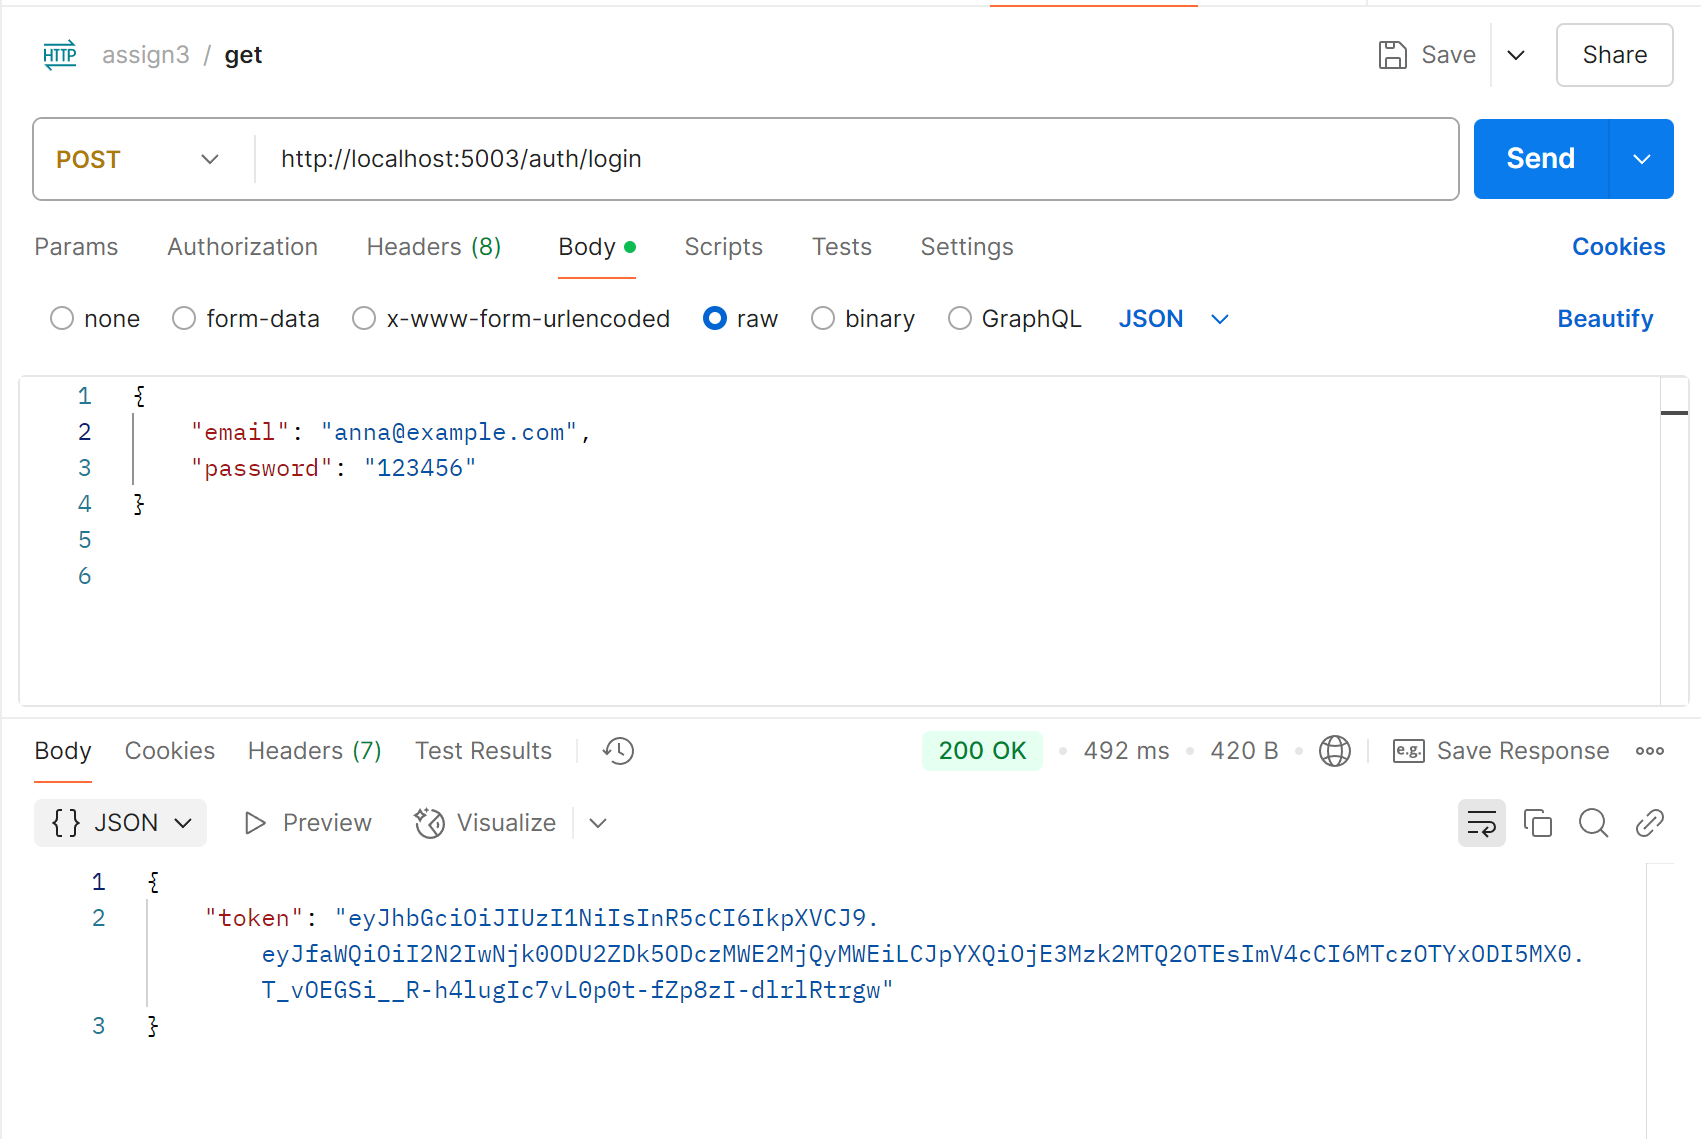 HTTP assign3 / get Save Share
POST http://localhost:5003/auth/login Send
Params Authorization Headers (8) Body Scripts Tests Settings Cookies
none form-data x-www-form-urlencoded raw binary GraphQL JSON Beautify
1 {
2 "email": "anna@example.com",
3 "password": "123456"
4 }
5
6
Body Cookies Headers (7) Test Results 200 OK • 492 ms • 420 B • e.g. Save Response
{} JSON Preview Visualize
1 {
2 "token": "eyJhbGciOiJIUzI1NiIsInR5cCI6IkpXVCJ9.
eyJfaWQiOiI2N2IwNjk0ODU2ZDk5ODczMWE2MjQyMWEiLCJpYXQiOjE3Mzk2MTQ2OTEsImV4cCI6MTczOTYxODI5MX0.
T_vOEGSi__R-h4lugIc7vL0p0t-fZp8zI-dlrlRtrgw"
3 }